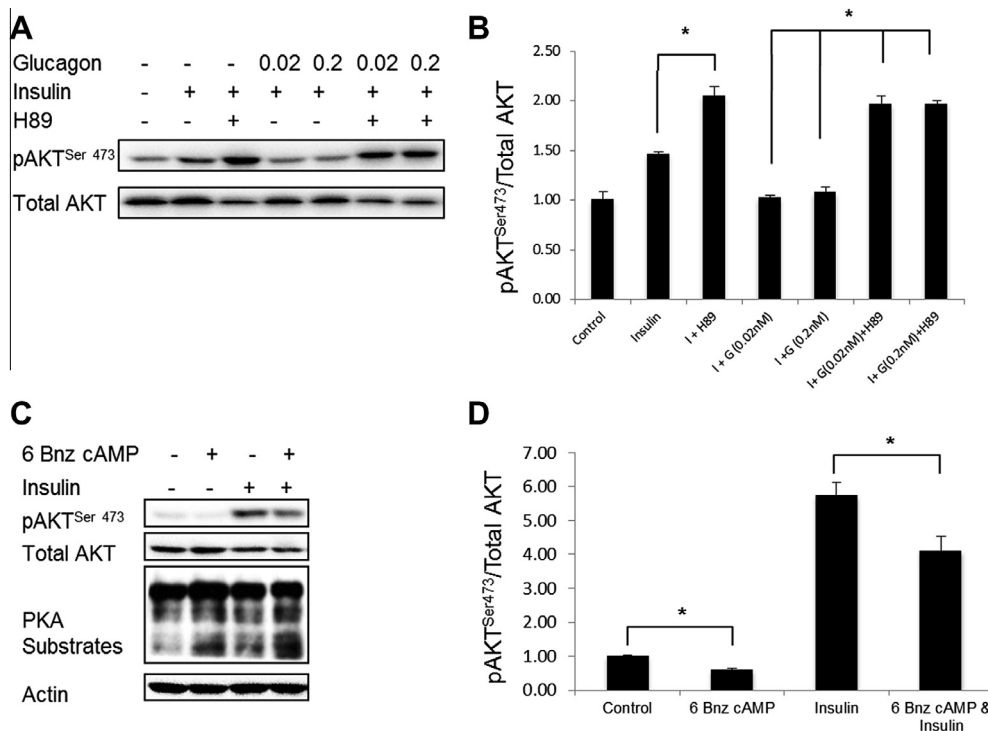 A
Glucagon - - - 0.02 0.2 0.02 0.2
Insulin - + + + + + +
H89 - - + - - + +
pAKTSer 473
Total AKT
B
*
*
2.50
2.00
1.50
1.00
0.50
0.00
pAKTSer473/Total AKT
Control
Insulin
I + H89
I + G (0.02nM)
I +G (0.2nM)
I+ G(0.02nM)+H89
I+ G(0.2nM)+H89
C
6 Bnz cAMP - + - +
Insulin - - + +
pAKTSer 473
Total AKT
PKA
Substrates
Actin
D
7.00
6.00
5.00
4.00
3.00
2.00
1.00
0.00
pAKTSer473/Total AKT
*
*
Control
6 Bnz cAMP
Insulin
6 Bnz cAMP &
Insulin